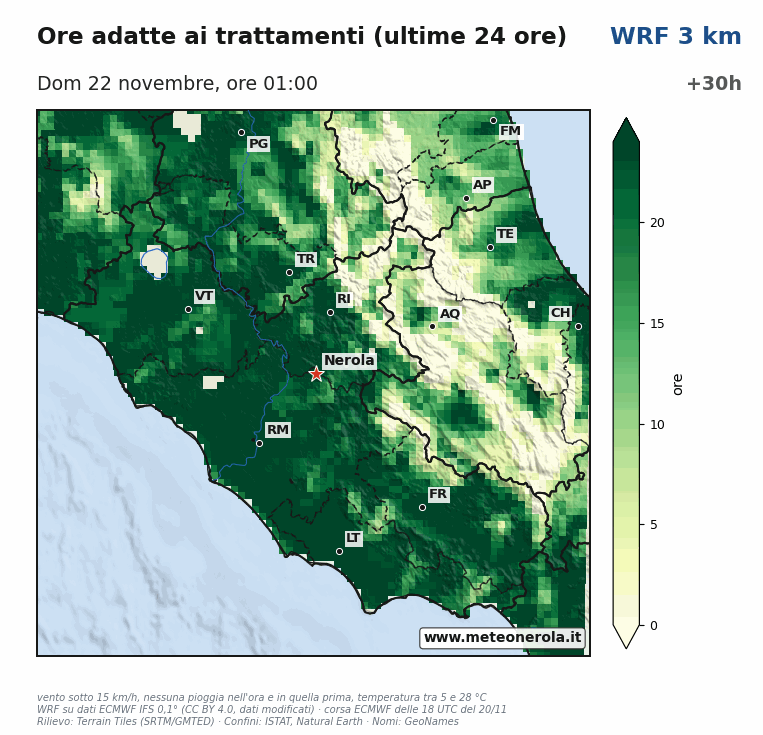 Ore adatte ai trattamenti (ultime 24 ore) WRF 3 km
Dom 22 novembre, ore 01:00 +30h
FM
PG
AP
TE
TR
VT
RI
AQ
CH
Nerola
RM
FR
LT
www.meteonerola.it
20
15
10
5
0
ore
vento sotto 15 km/h, nessuna pioggia nell'ora e in quella prima, temperatura tra 5 e 28 °C
WRF su dati ECMWF IFS 0,1° (CC BY 4.0, dati modificati) · corsa ECMWF delle 18 UTC del 20/11
Rilievo: Terrain Tiles (SRTM/GMTED) · Confini: ISTAT, Natural Earth · Nomi: GeoNames